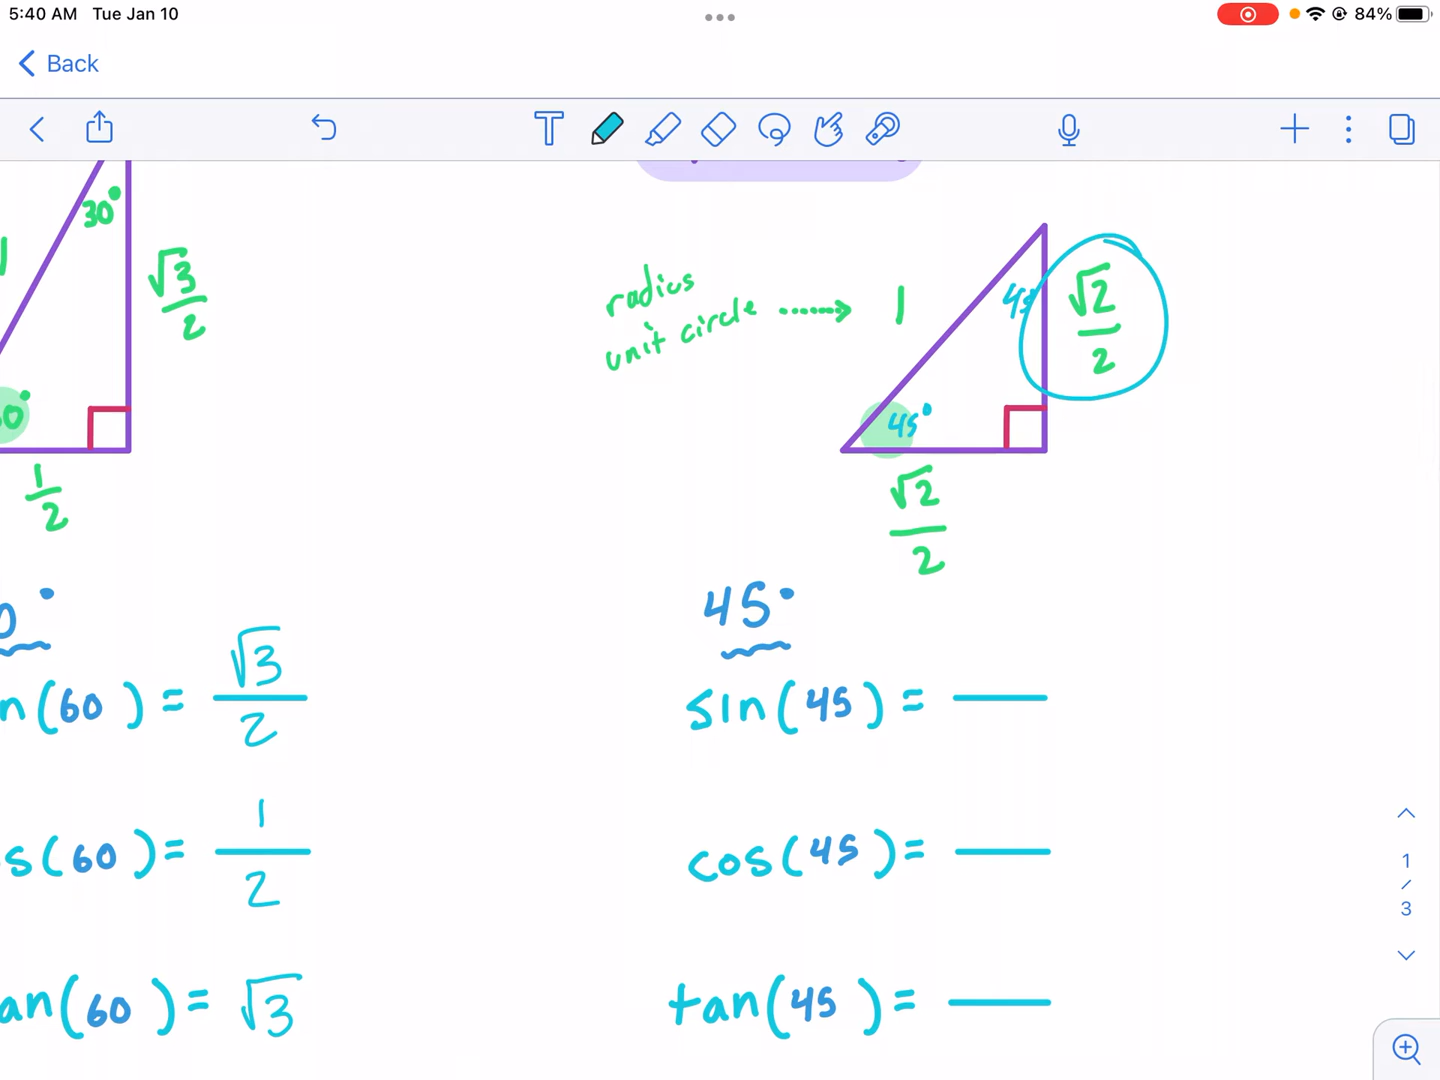 5:40 AM Tue Jan 10
84%
Back
30°
1
√3/2
1/2
radius
unit circle
1
45°
√2/2
√2/2
45°
(60) = √3/2
sin(45) =
s(60) = 1/2
cos(45) =
an(60) = √3
tan(45) =
1
/
3